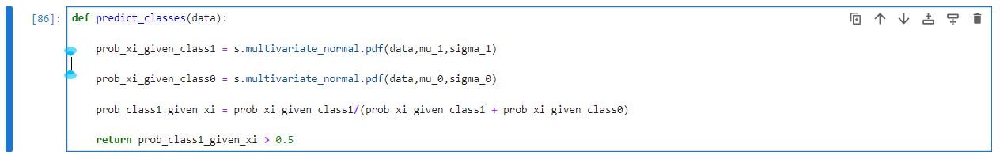 [86]: def predict_classes(data):
prob_xi_given_class1 = s.multivariate_normal.pdf(data,mu_1,sigma_1)
prob_xi_given_class0 = s.multivariate_normal.pdf(data,mu_0,sigma_0)
prob_class1_given_xi = prob_xi_given_class1/(prob_xi_given_class1 + prob_xi_given_class0)
return prob_class1_given_xi > 0.5